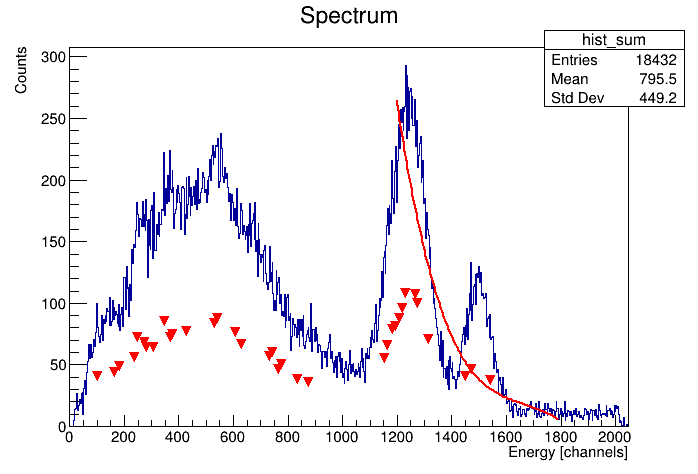 Spectrum
hist_sum
Entries 18432
Mean 795.5
Std Dev 449.2
Counts
300
250
200
150
100
50
0
0 200 400 600 800 1000 1200 1400 1600 1800 2000
Energy [channels]